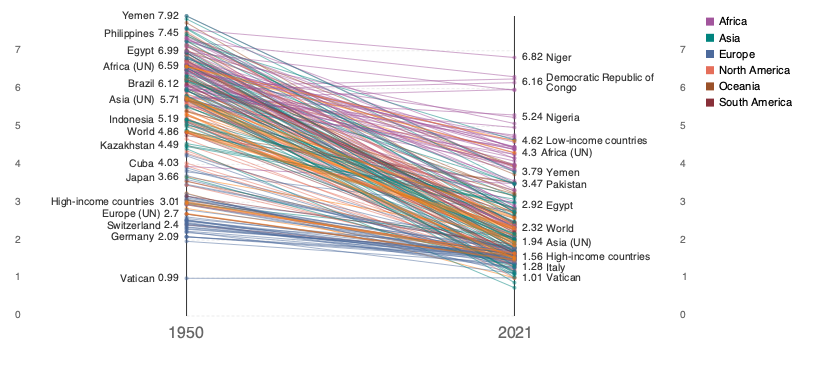 Yemen 7.92
Philippines 7.45
Egypt 6.99
Africa (UN) 6.59
Brazil 6.12
Asia (UN) 5.71
Indonesia 5.19
World 4.86
Kazakhstan 4.49
Cuba 4.03
Japan 3.66
High-income countries 3.01
Europe (UN) 2.7
Switzerland 2.4
Germany 2.09
Vatican 0.99
7
6
5
4
3
2
1
0
1950
2021
6.82 Niger
6.16 Democratic Republic of
Congo
5.24 Nigeria
4.62 Low-income countries
4.3 Africa (UN)
3.79 Yemen
3.47 Pakistan
2.92 Egypt
2.32 World
1.94 Asia (UN)
1.56 High-income countries
1.28 Italy
1.01 Vatican
7
6
5
4
3
2
1
0
Africa
Asia
Europe
North America
Oceania
South America